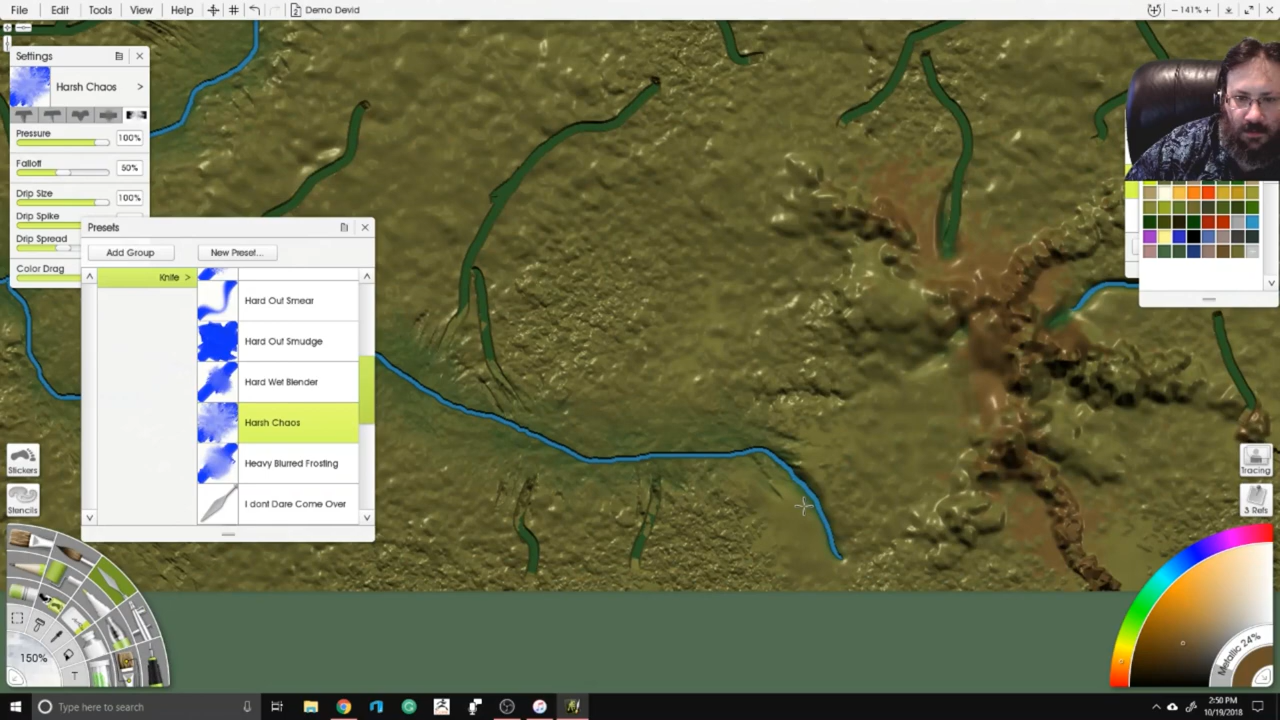 File Edit Tools View Help Demo Devid 141%
Settings
Harsh Chaos
Pressure 100%
Falloff 50%
Drip Size 100%
Drip Spike
Drip Spread
Color Drag
Presets
Add Group New Preset...
Knife >
Hard Out Smear
Hard Out Smudge
Hard Wet Blender
Harsh Chaos
Heavy Blurred Frosting
I dont Dare Come Over
Stickers
Stencils
Tracing
3 Refs
150%
T
Metallic 24%
Type here to search
2:50 PM
10/19/2018